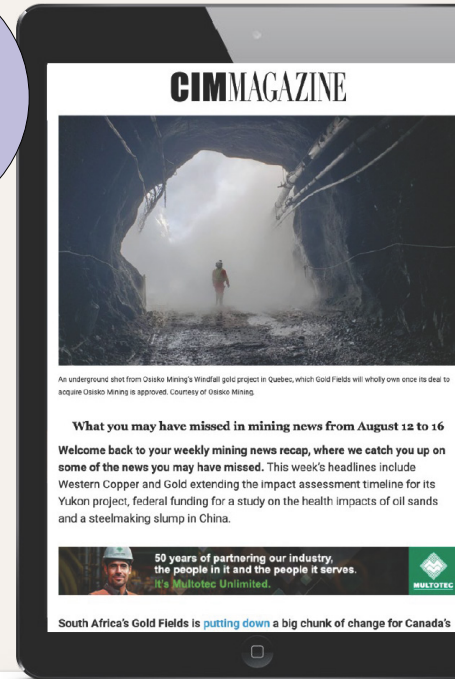 CIMMAGAZINE
An underground shot from Osisko Mining's Windfall gold project in Quebec, which Gold Fields will wholly own once its deal to
acquire Osisko Mining is approved. Courtesy of Osisko Mining.
What you may have missed in mining news from August 12 to 16
Welcome back to your weekly mining news recap, where we catch you up on
some of the news you may have missed. This week's headlines include
Western Copper and Gold extending the impact assessment timeline for its
Yukon project, federal funding for a study on the health impacts of oil sands
and a steelmaking slump in China.
50 years of partnering our industry,
the people in it and the people it serves.
It's Multotec Unlimited.
MULTOTEC
South Africa's Gold Fields is putting down a big chunk of change for Canada's